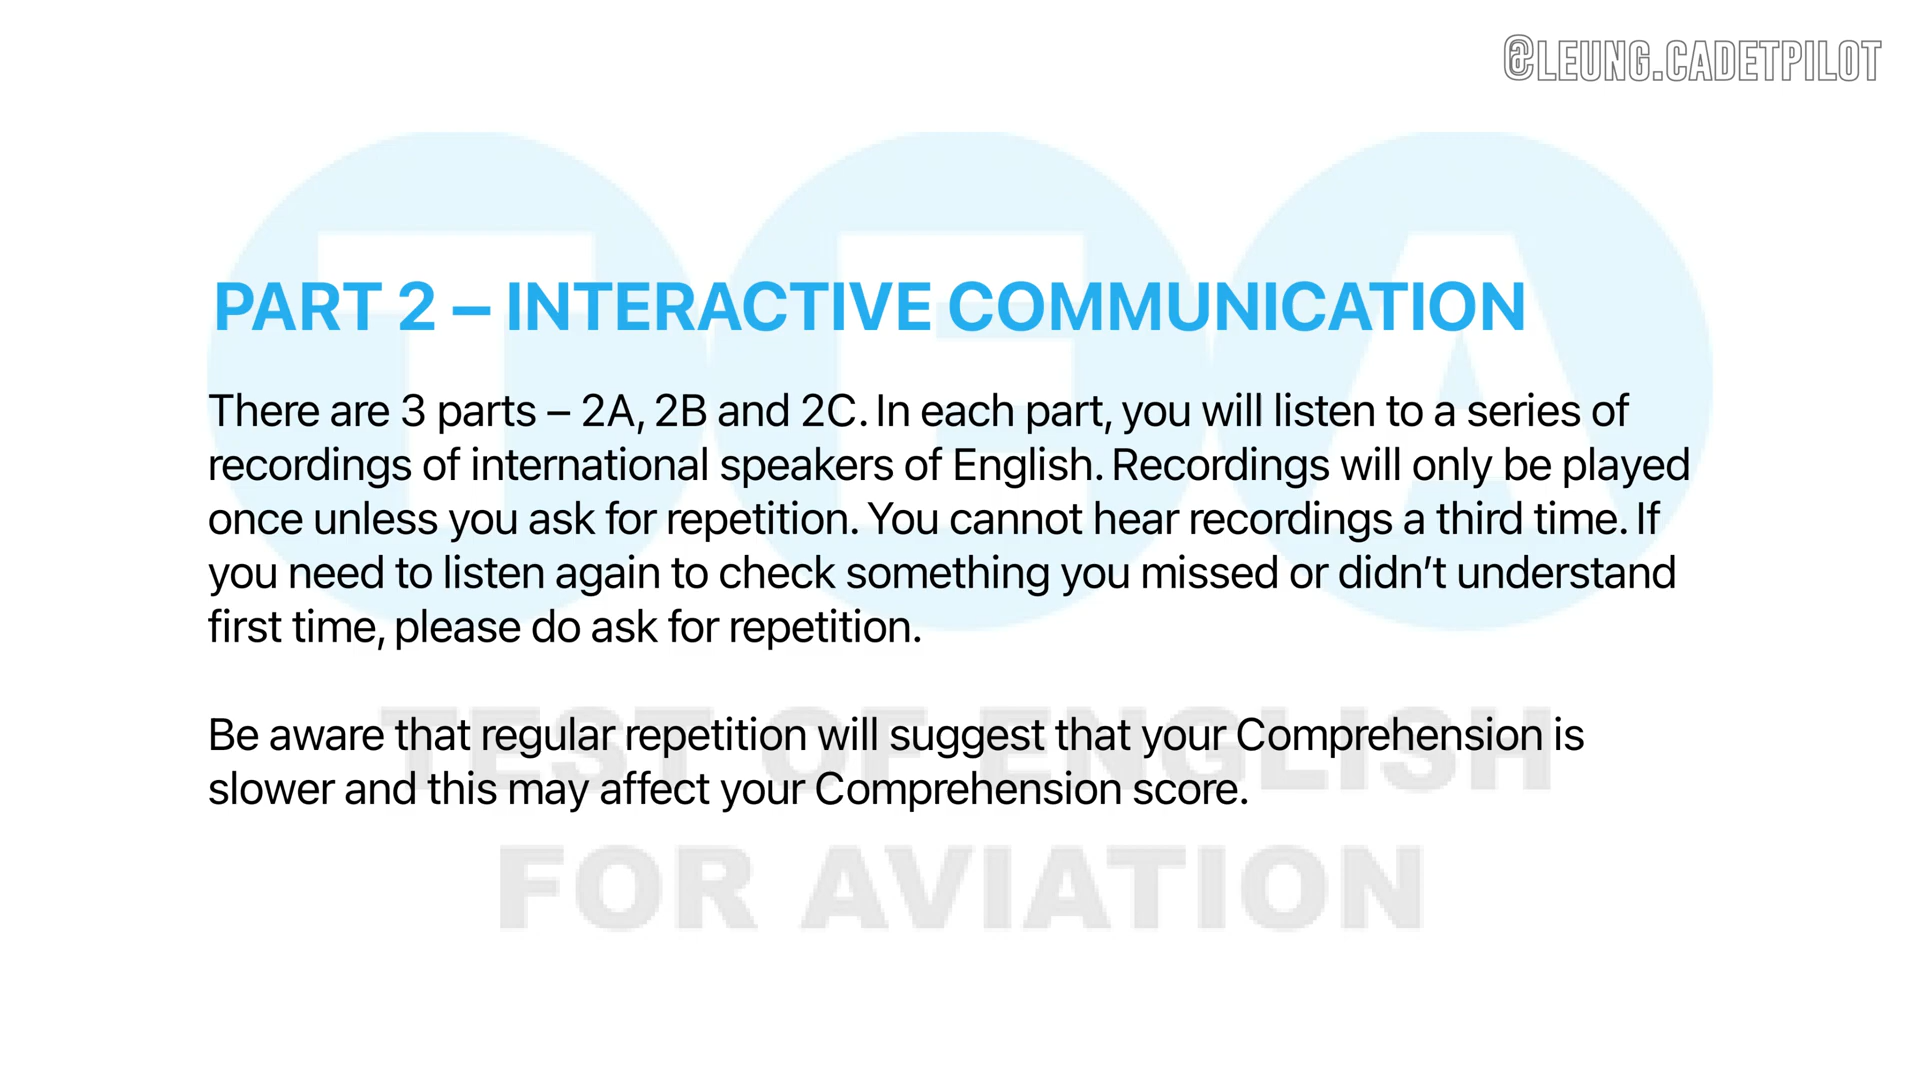 @LEUNG.CADETPILOT
TEA
PART 2 – INTERACTIVE COMMUNICATION
There are 3 parts – 2A, 2B and 2C. In each part, you will listen to a series of
recordings of international speakers of English. Recordings will only be played
once unless you ask for repetition. You cannot hear recordings a third time. If
you need to listen again to check something you missed or didn’t understand
first time, please do ask for repetition.
Be aware that regular repetition will suggest that your Comprehension is
slower and this may affect your Comprehension score.
TEST OF ENGLISH
FOR AVIATION